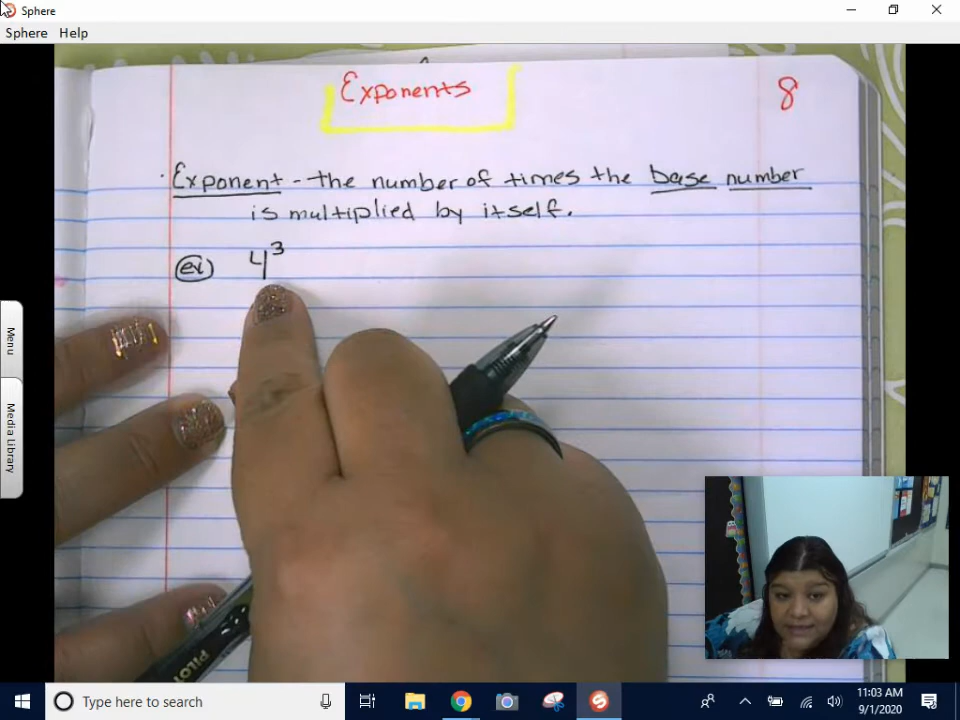 Sphere
Sphere Help
Exponents
8
Exponent - the number of times the base number
is multiplied by itself.
ex) 4³
Menu
Media Library
PILOT
Type here to search
11:03 AM
9/1/2020